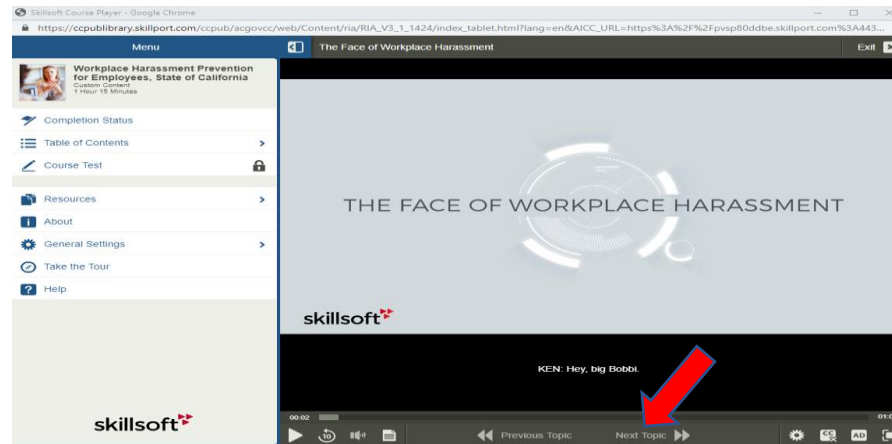 Skillsoft Course Player - Google Chrome
https://ccpublibrary.skillport.com/ccpub/acgovcc/web/Content/ria/RIA_V3_1_1424/index_tablet.html?lang=en&AICC_URL=https%3A%2F%2Fpvsp80ddbe.skillport.com%3A443...
Menu
The Face of Workplace Harassment
Exit
Workplace Harassment Prevention
for Employees, State of California
Custom Content
1 Hour 15 Minutes
Completion Status
Table of Contents
Course Test
Resources
About
General Settings
Take the Tour
Help
skillsoft
THE FACE OF WORKPLACE HARASSMENT
skillsoft
KEN: Hey, big Bobbi.
00:02
10
Previous Topic
Next Topic
CC
AD